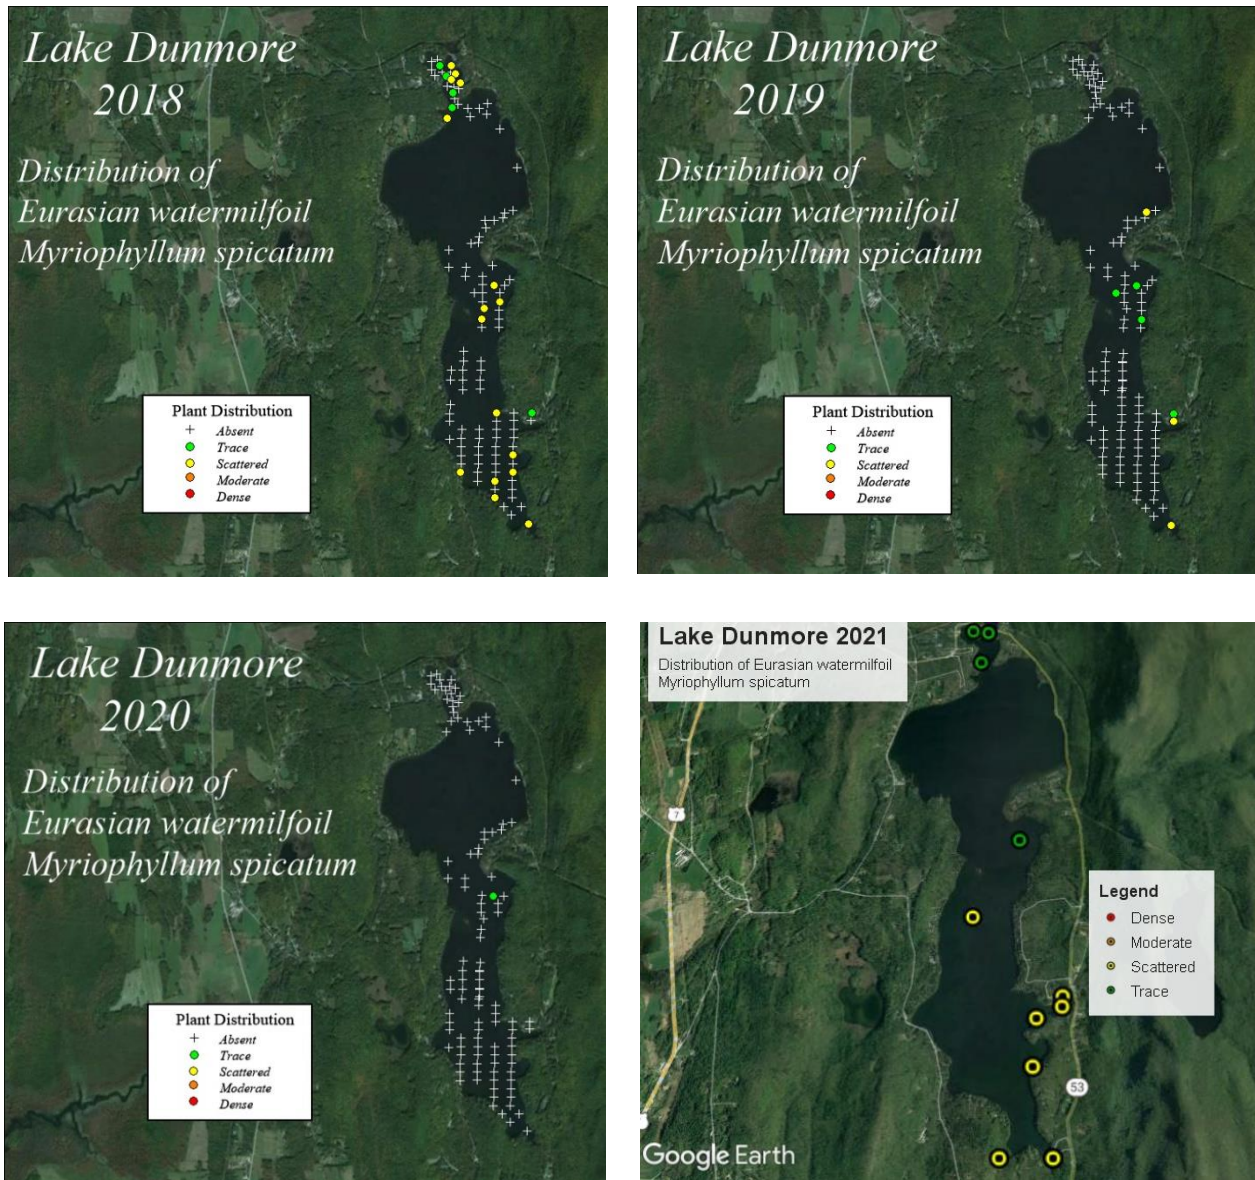 Lake Dunmore
2018
Distribution of
Eurasian watermilfoil
Myriophyllum spicatum
Plant Distribution
Absent
Trace
Scattered
Moderate
Dense
Lake Dunmore
2019
Distribution of
Eurasian watermilfoil
Myriophyllum spicatum
Plant Distribution
Absent
Trace
Scattered
Moderate
Dense
Lake Dunmore
2020
Distribution of
Eurasian watermilfoil
Myriophyllum spicatum
Plant Distribution
Absent
Trace
Scattered
Moderate
Dense
Lake Dunmore 2021
Distribution of Eurasian watermilfoil
Myriophyllum spicatum
7
Legend
Dense
Moderate
Scattered
Trace
53
Google Earth